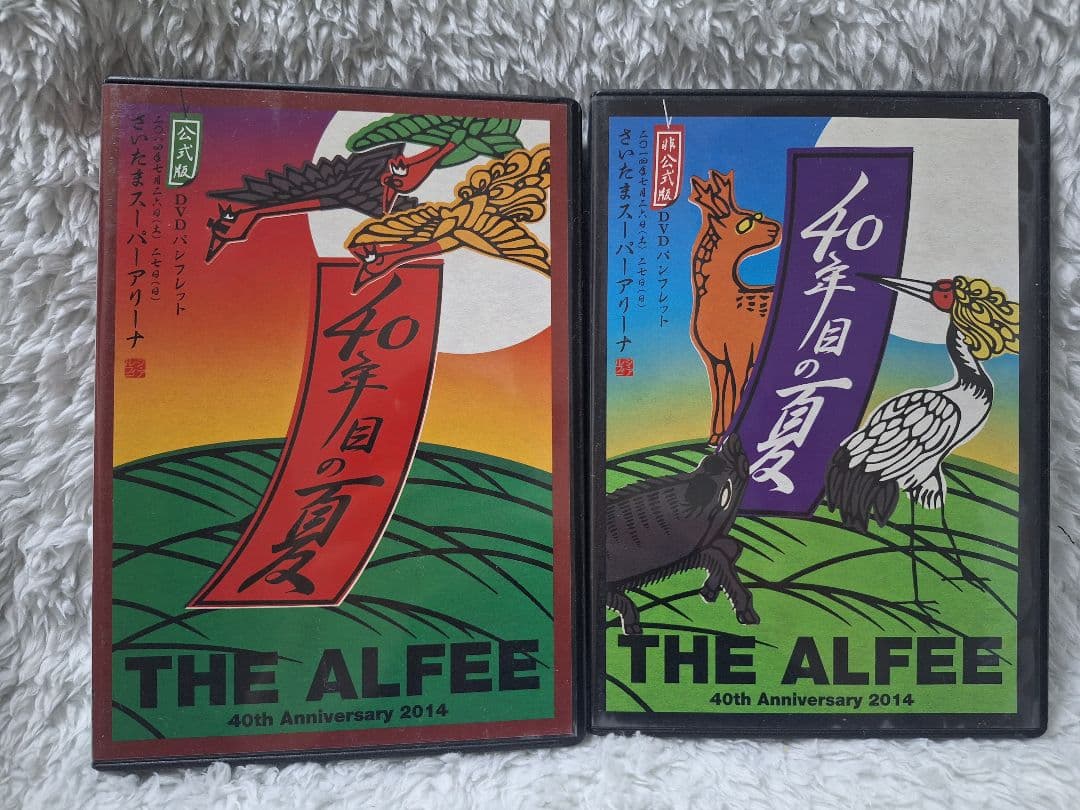 公式版
DVDパンフレット
二〇一四年七月二六日(土)二七日(日)
さいたまスーパーアリーナ
40年目の夏
THE ALFEE
40th Anniversary 2014
非公式版
DVDパンフレット
二〇一四年七月二六日(土)二七日(日)
さいたまスーパーアリーナ
40年目の夏
THE ALFEE
40th Anniversary 2014